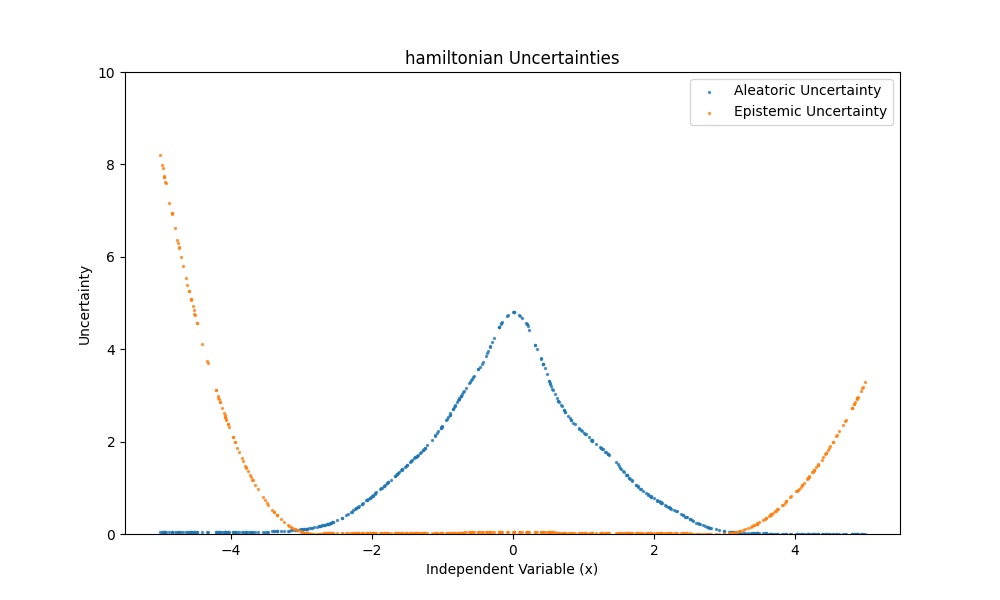 hamiltonian Uncertainties
Aleatoric Uncertainty
Epistemic Uncertainty
Uncertainty
10
8
6
4
2
0
−4
−2
0
2
4
Independent Variable (x)